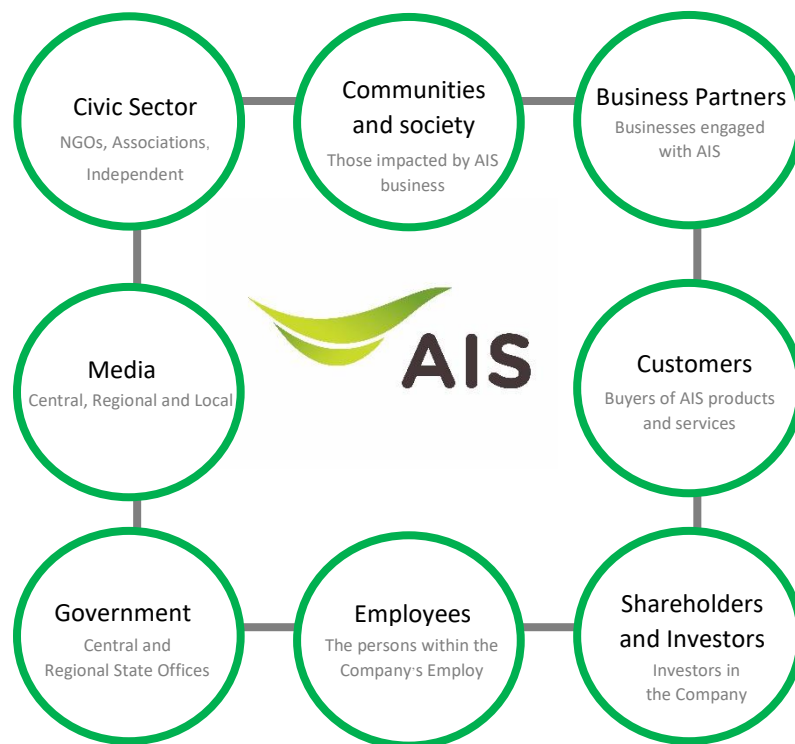 Civic Sector
NGOs, Associations,
Independent
Communities
and society
Those impacted by AIS
business
Business Partners
Businesses engaged
with AIS
Media
Central, Regional and Local
AIS
Customers
Buyers of AIS products
and services
Government
Central and
Regional State Offices
Employees
The persons within the
Company's Employ
Shareholders
and Investors
Investors in
the Company